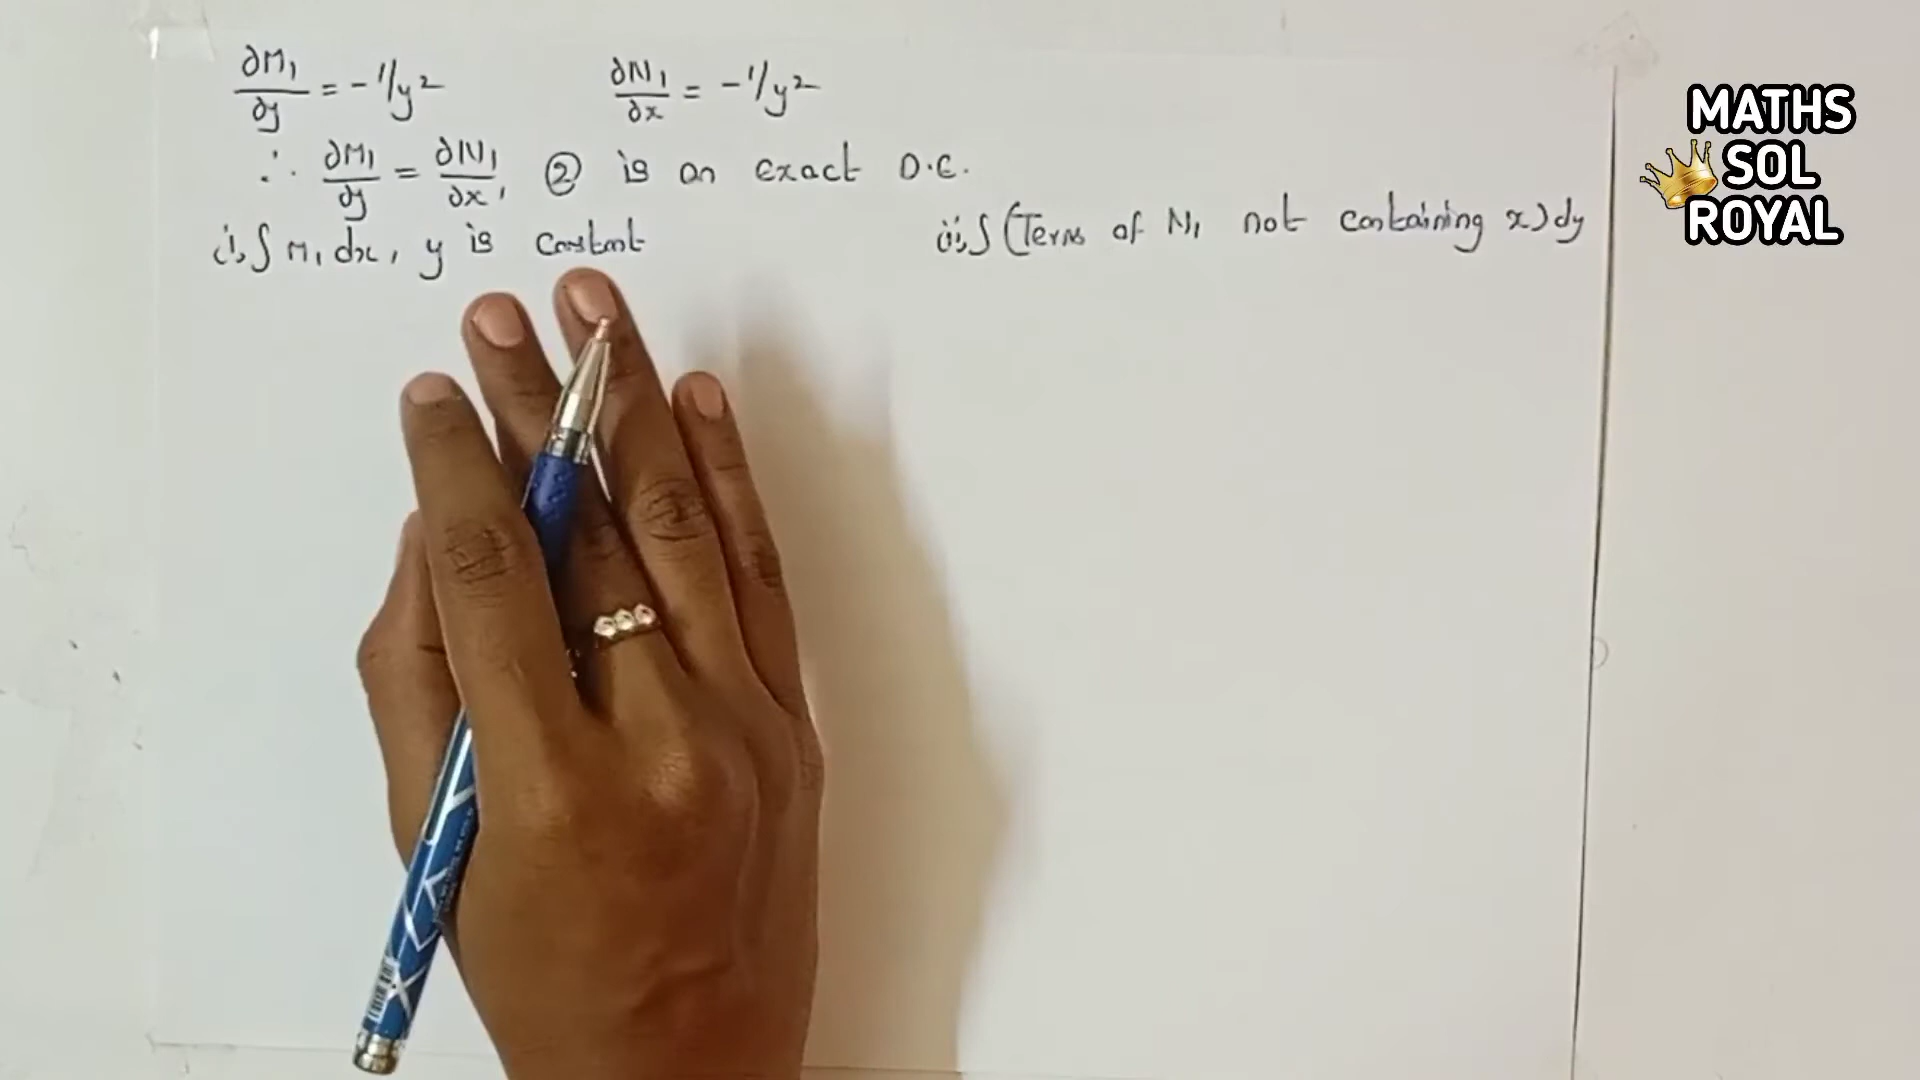 ∂M₁/∂y = -1/y²    ∂N₁/∂x = -1/y²
∴ ∂M₁/∂y = ∂N₁/∂x, ② is an exact D.E.
i, ∫ M₁ dx, y is constant    ii, ∫ (Terms of N₁ not containing x) dy
MATHS
SOL
ROYAL